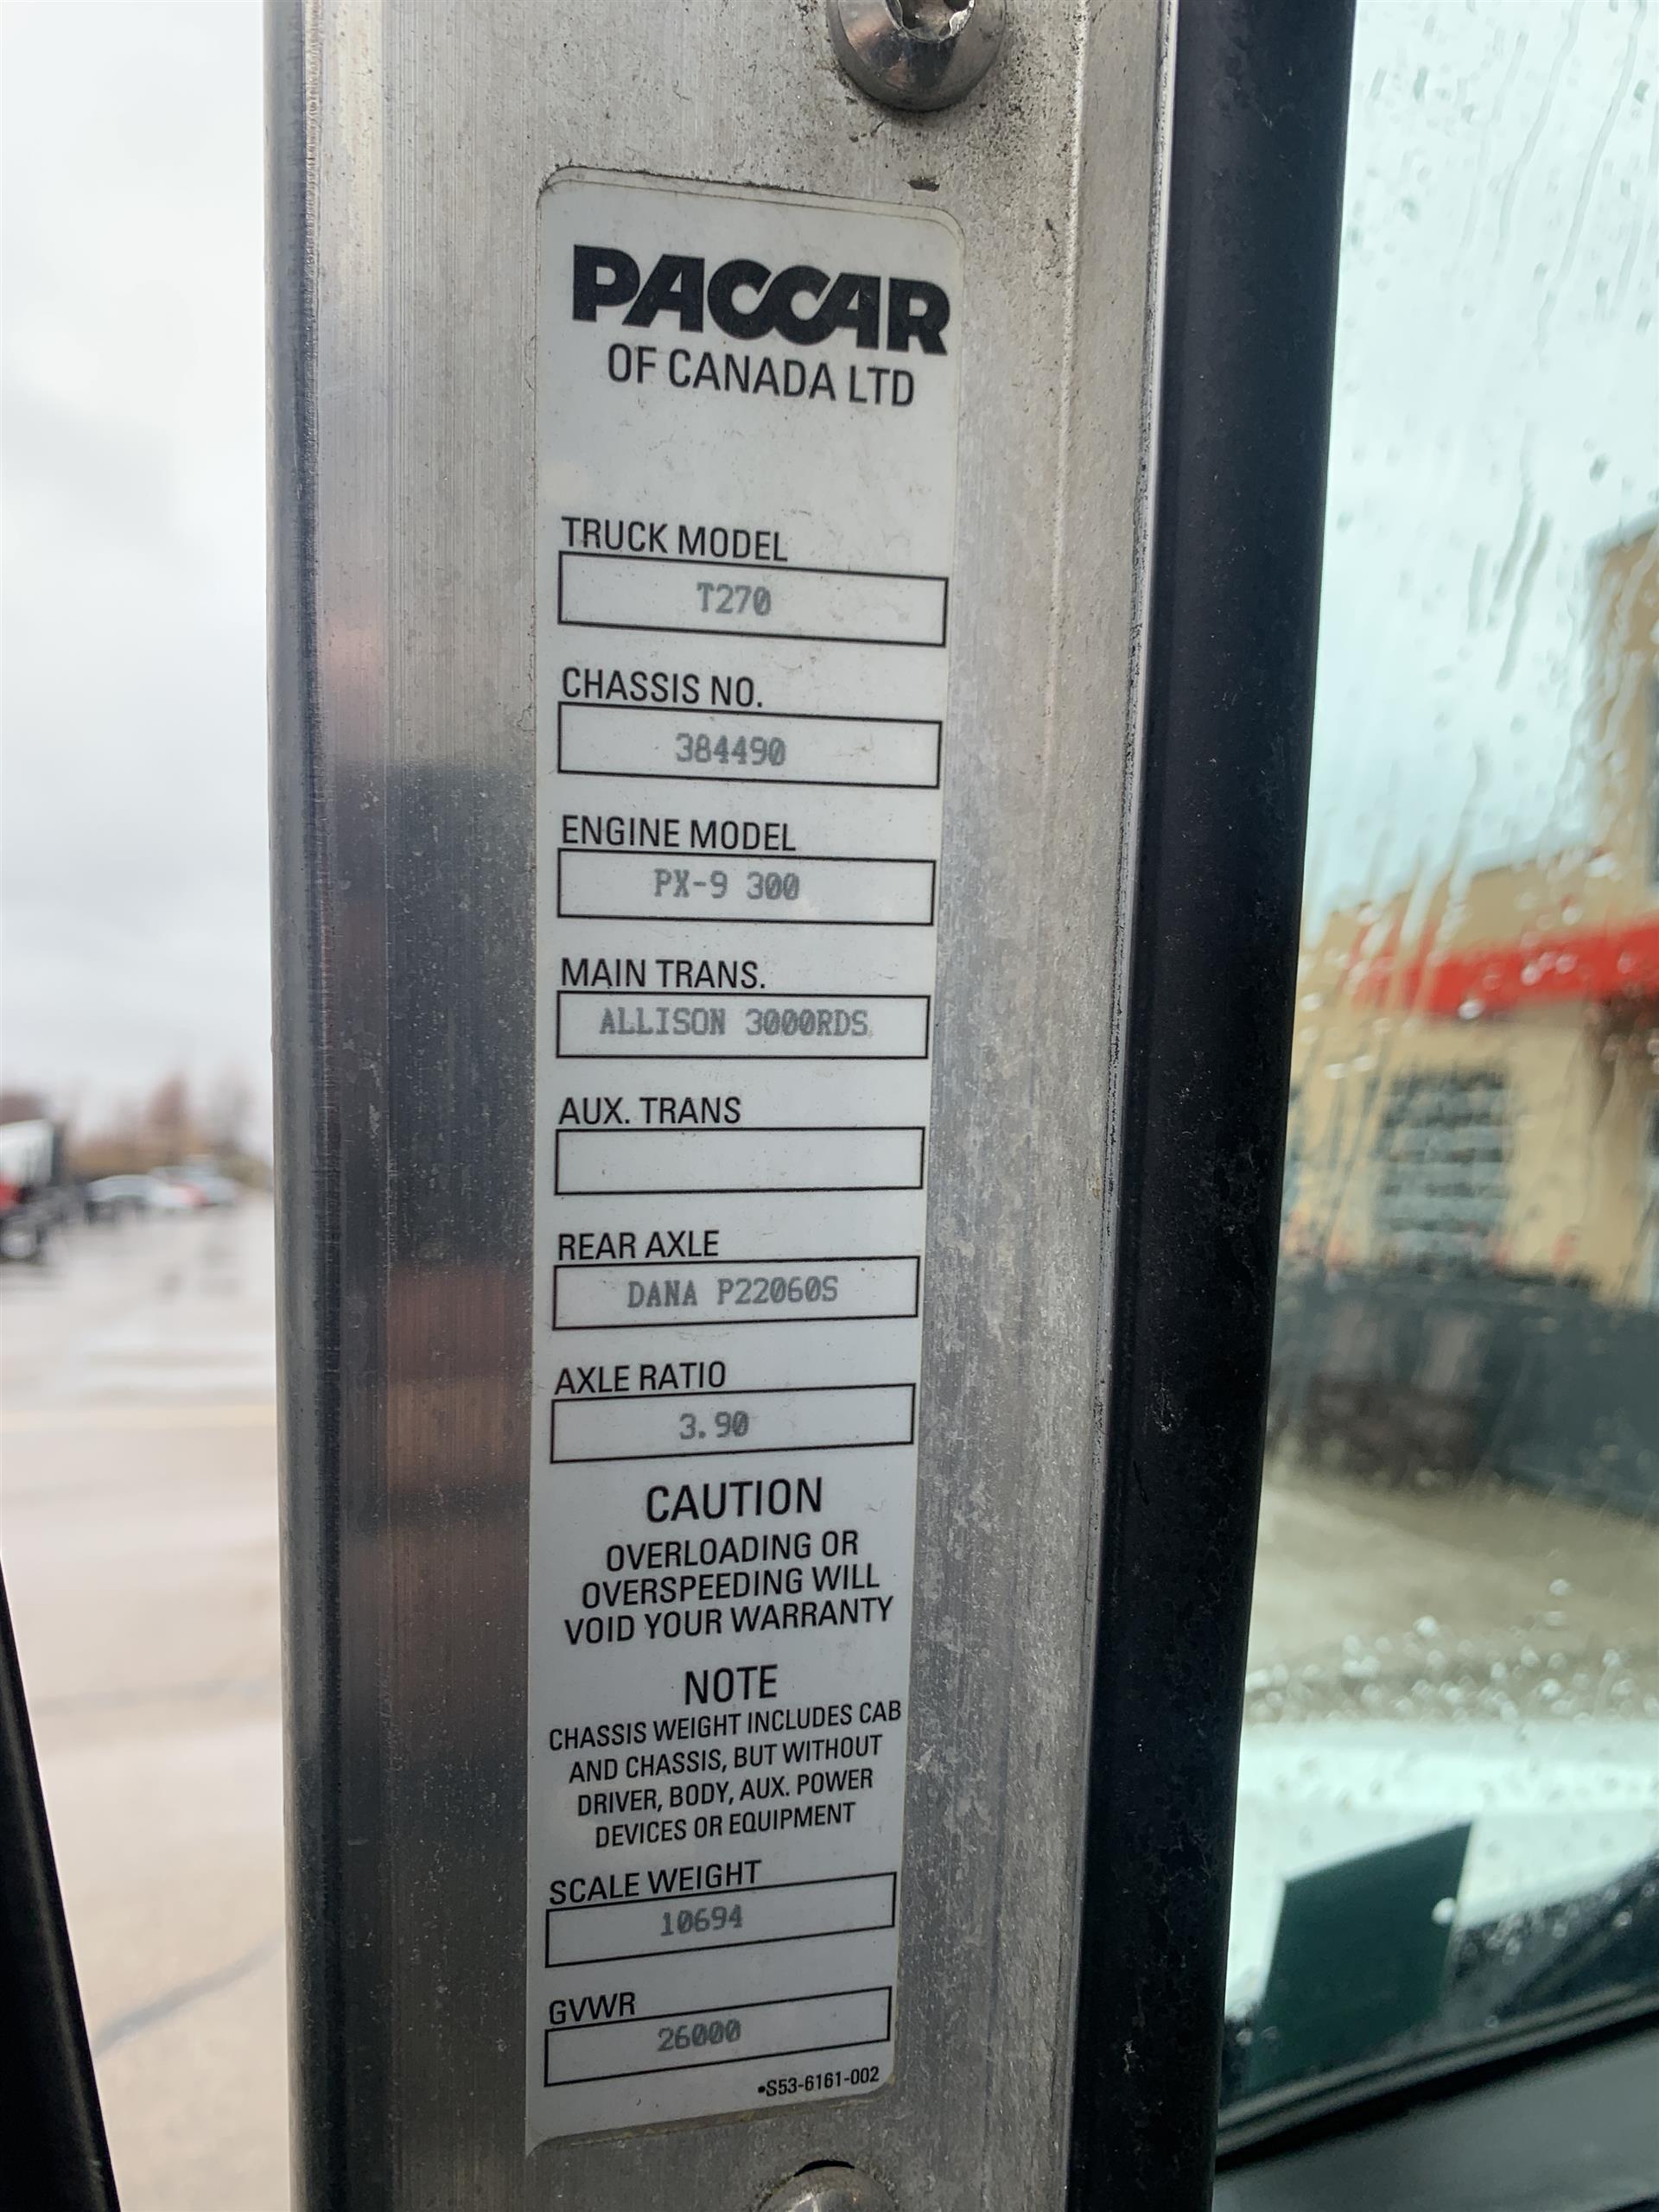 PACCAR
OF CANADA LTD
TRUCK MODEL
T270
CHASSIS NO.
384490
ENGINE MODEL
PX-9 300
MAIN TRANS.
ALLISON 3000RDS
AUX. TRANS
REAR AXLE
DANA P22060S
AXLE RATIO
3.90
CAUTION
OVERLOADING OR
OVERSPEEDING WILL
VOID YOUR WARRANTY
NOTE
CHASSIS WEIGHT INCLUDES CAB
AND CHASSIS, BUT WITHOUT
DRIVER, BODY, AUX. POWER
DEVICES OR EQUIPMENT
SCALE WEIGHT
10694
GVWR
26000
•S53-6161-002